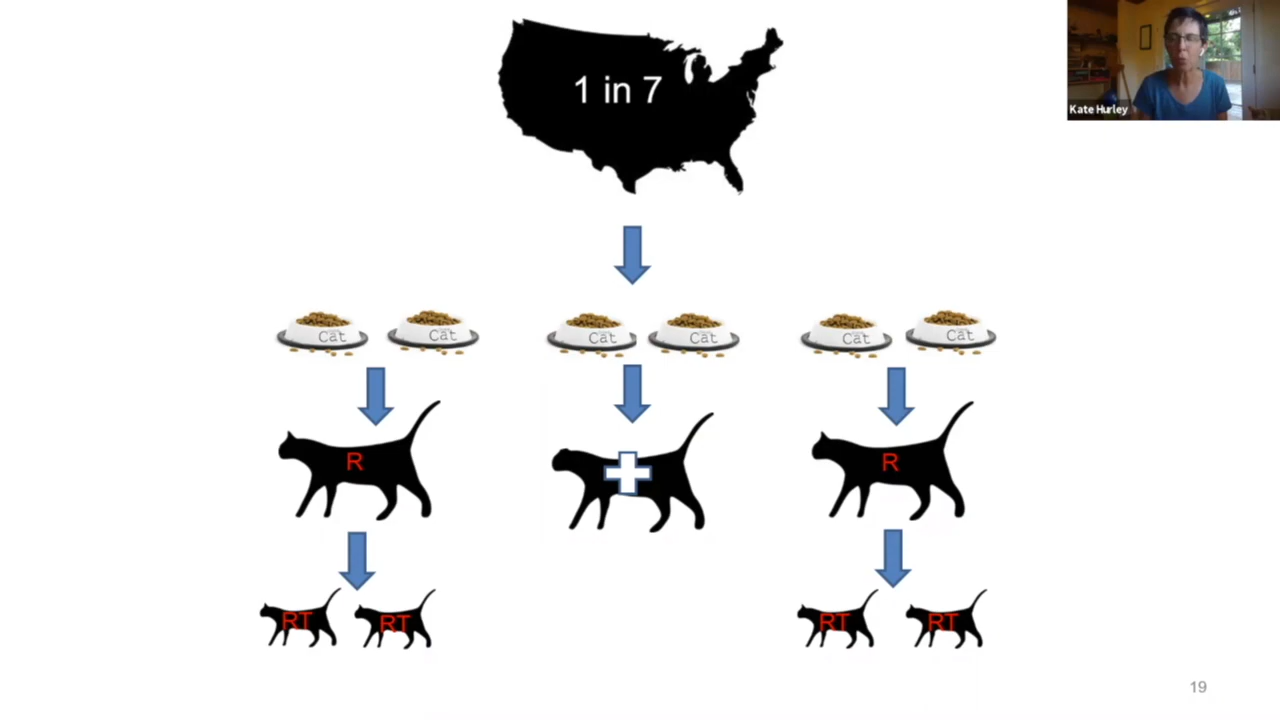 1 in 7
Kate Hurley
Cat Cat Cat Cat Cat Cat
R R
RT RT RT RT
19